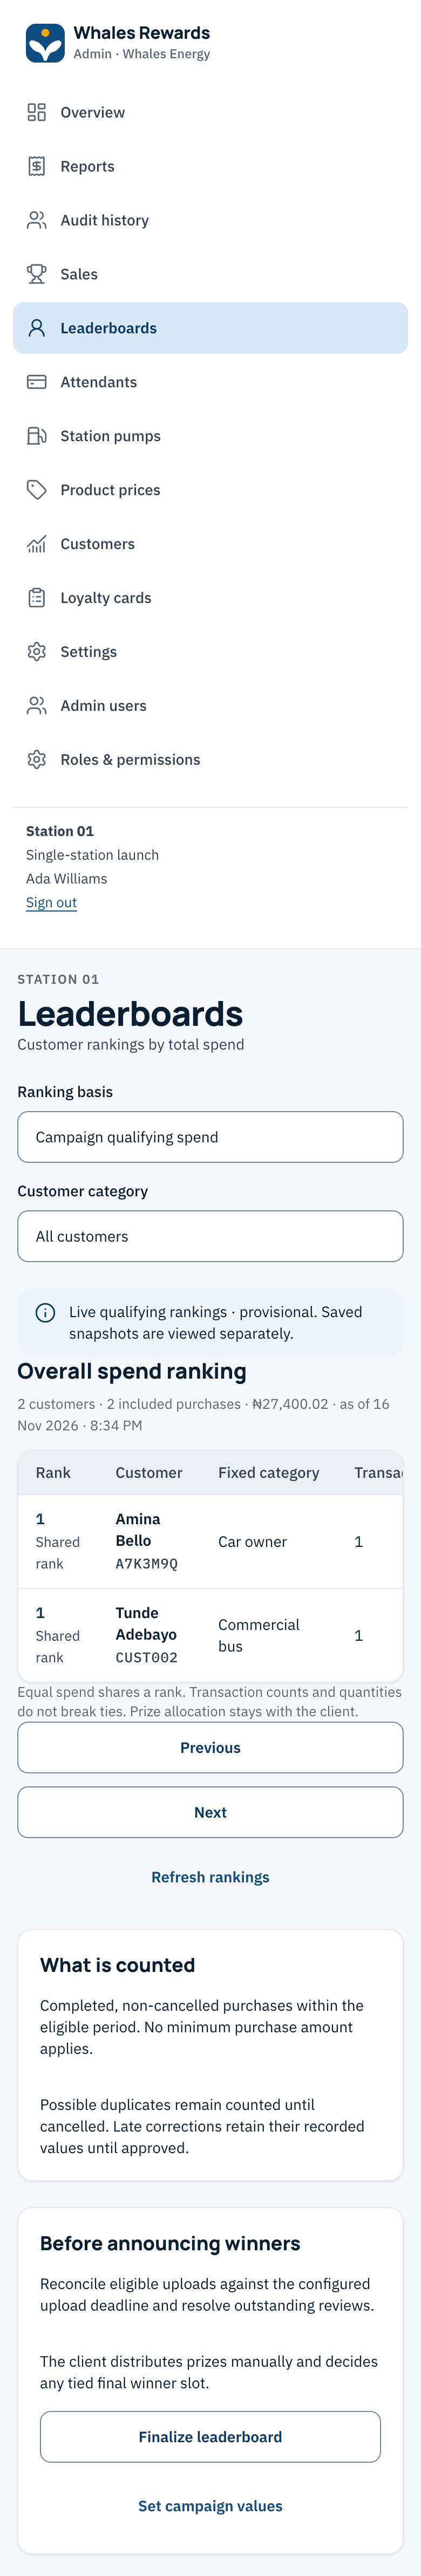 Whales Rewards
Admin · Whales Energy
Overview
Reports
Audit history
Sales
Leaderboards
Attendants
Station pumps
Product prices
Customers
Loyalty cards
Settings
Admin users
Roles & permissions
Station 01
Single-station launch
Ada Williams
Sign out
STATION 01
Leaderboards
Customer rankings by total spend
Ranking basis
Campaign qualifying spend
Customer category
All customers
Live qualifying rankings · provisional. Saved
snapshots are viewed separately.
Overall spend ranking
2 customers · 2 included purchases · ₦27,400.02 · as of 16
Nov 2026 · 8:34 PM
Rank Customer Fixed category Transac
1 Shared rank Amina Bello A7K3M9Q Car owner 1
1 Shared rank Tunde Adebayo CUST002 Commercial bus 1
Equal spend shares a rank. Transaction counts and quantities
do not break ties. Prize allocation stays with the client.
Previous
Next
Refresh rankings
What is counted
Completed, non-cancelled purchases within the
eligible period. No minimum purchase amount
applies.
Possible duplicates remain counted until
cancelled. Late corrections retain their recorded
values until approved.
Before announcing winners
Reconcile eligible uploads against the configured
upload deadline and resolve outstanding reviews.
The client distributes prizes manually and decides
any tied final winner slot.
Finalize leaderboard
Set campaign values